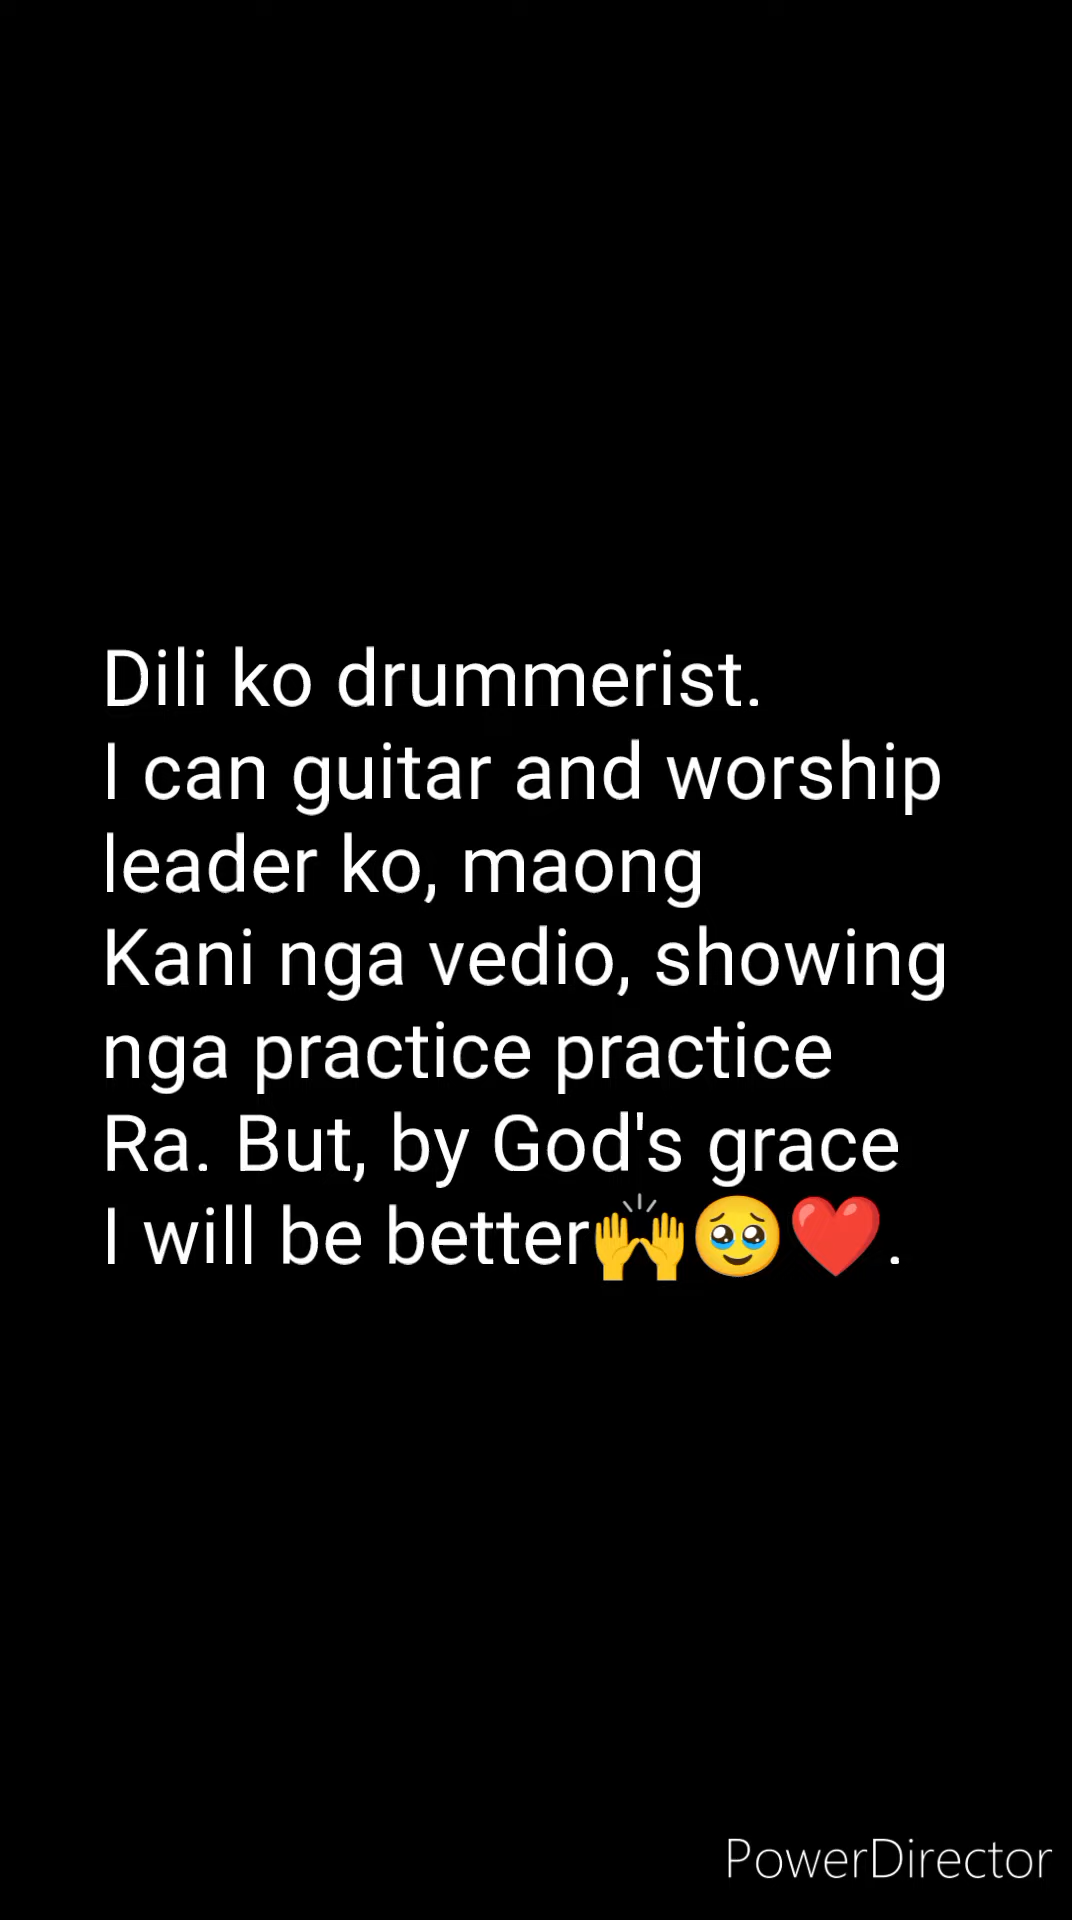 Dili ko drummerist.
I can guitar and worship
leader ko, maong
Kani nga vedio, showing
nga practice practice
Ra. But, by God's grace
I will be better🙌🥹❤️.
PowerDirector